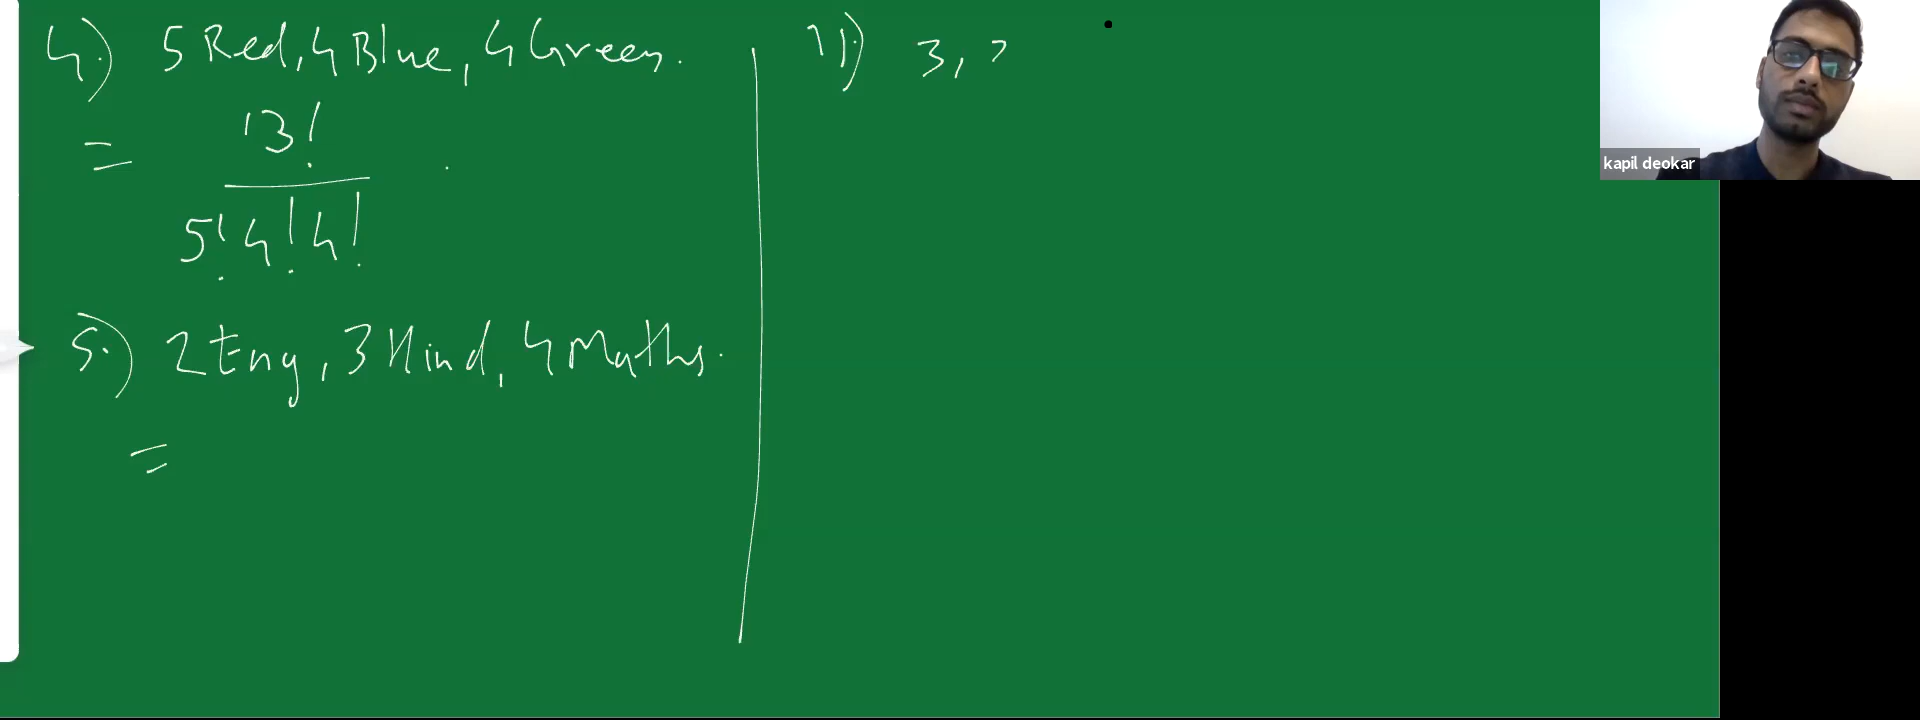 4.) 5 Red, 4 Blue, 4 Green.
= 13!
5! 4! 4!
5.) 2 Eng, 3 Hind, 4 Maths.
=
11) 3, 2
kapil deokar